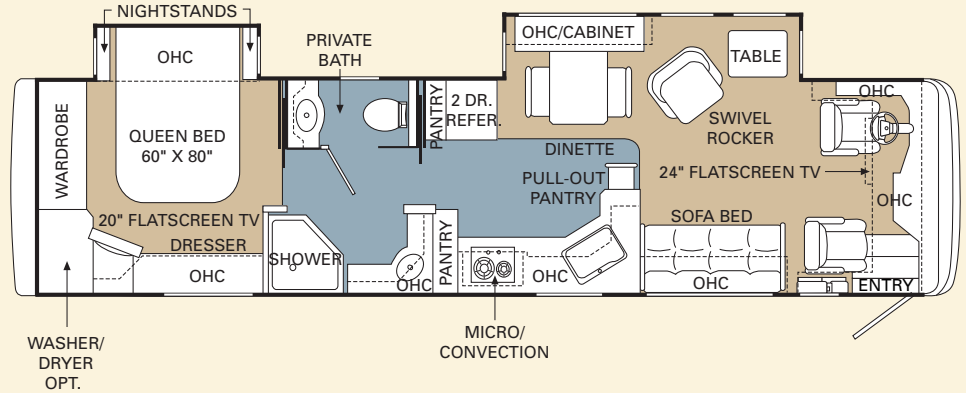 NIGHTSTANDS
OHC
PRIVATE
BATH
OHC/CABINET
TABLE
OHC
WARDROBE
QUEEN BED
60" X 80"
PANTRY
2 DR.
REFER.
SWIVEL
ROCKER
DINETTE
PULL-OUT
PANTRY
24" FLATSCREEN TV
OHC
20" FLATSCREEN TV
DRESSER
OHC
SHOWER
OHC
PANTRY
OHC
SOFA BED
OHC
ENTRY
WASHER/
DRYER
OPT.
MICRO/
CONVECTION